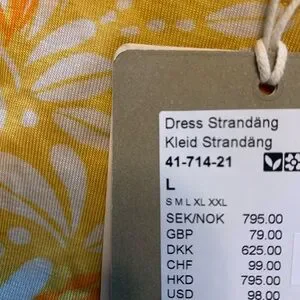 Dress Strandäng
Kleid Strandäng
41-714-21
L
S M L XL XXL
SEK/NOK 795.00
GBP 79.00
DKK 625.00
CHF 99.00
HKD 795.00
USD 98.00